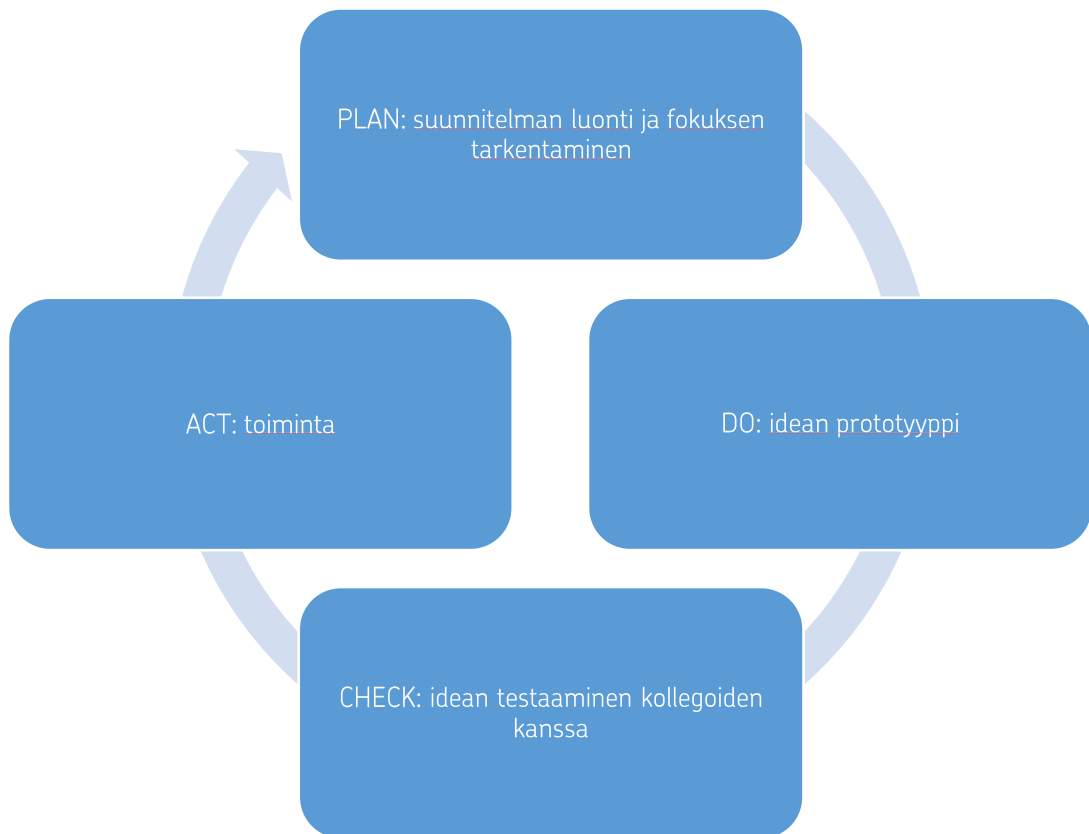 PLAN: suunnitelman luonti ja fokuksen
tarkentaminen
ACT: toiminta
DO: idean prototyyppi
CHECK: idean testaaminen kollegoiden
kanssa